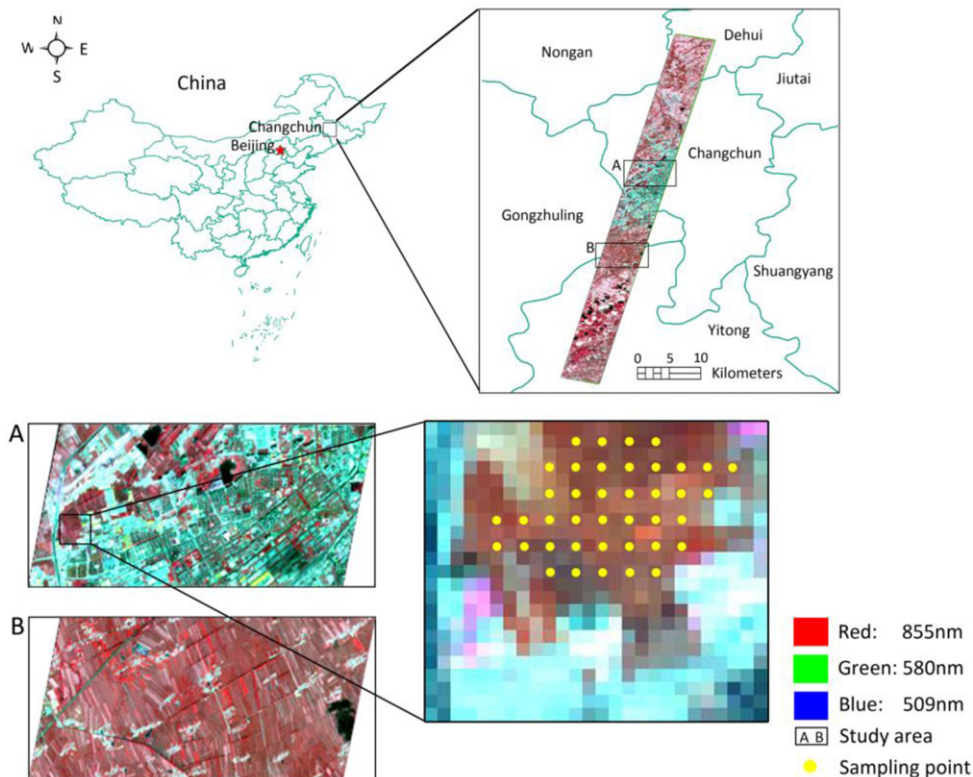 N
W E
S
China
Changchun
Beijing
Nongan
Dehui
Jiutai
A
Changchun
Gongzhuling
B
Shuangyang
Yitong
0 5 10
Kilometers
A
B
Red: 855nm
Green: 580nm
Blue: 509nm
A B Study area
Sampling point